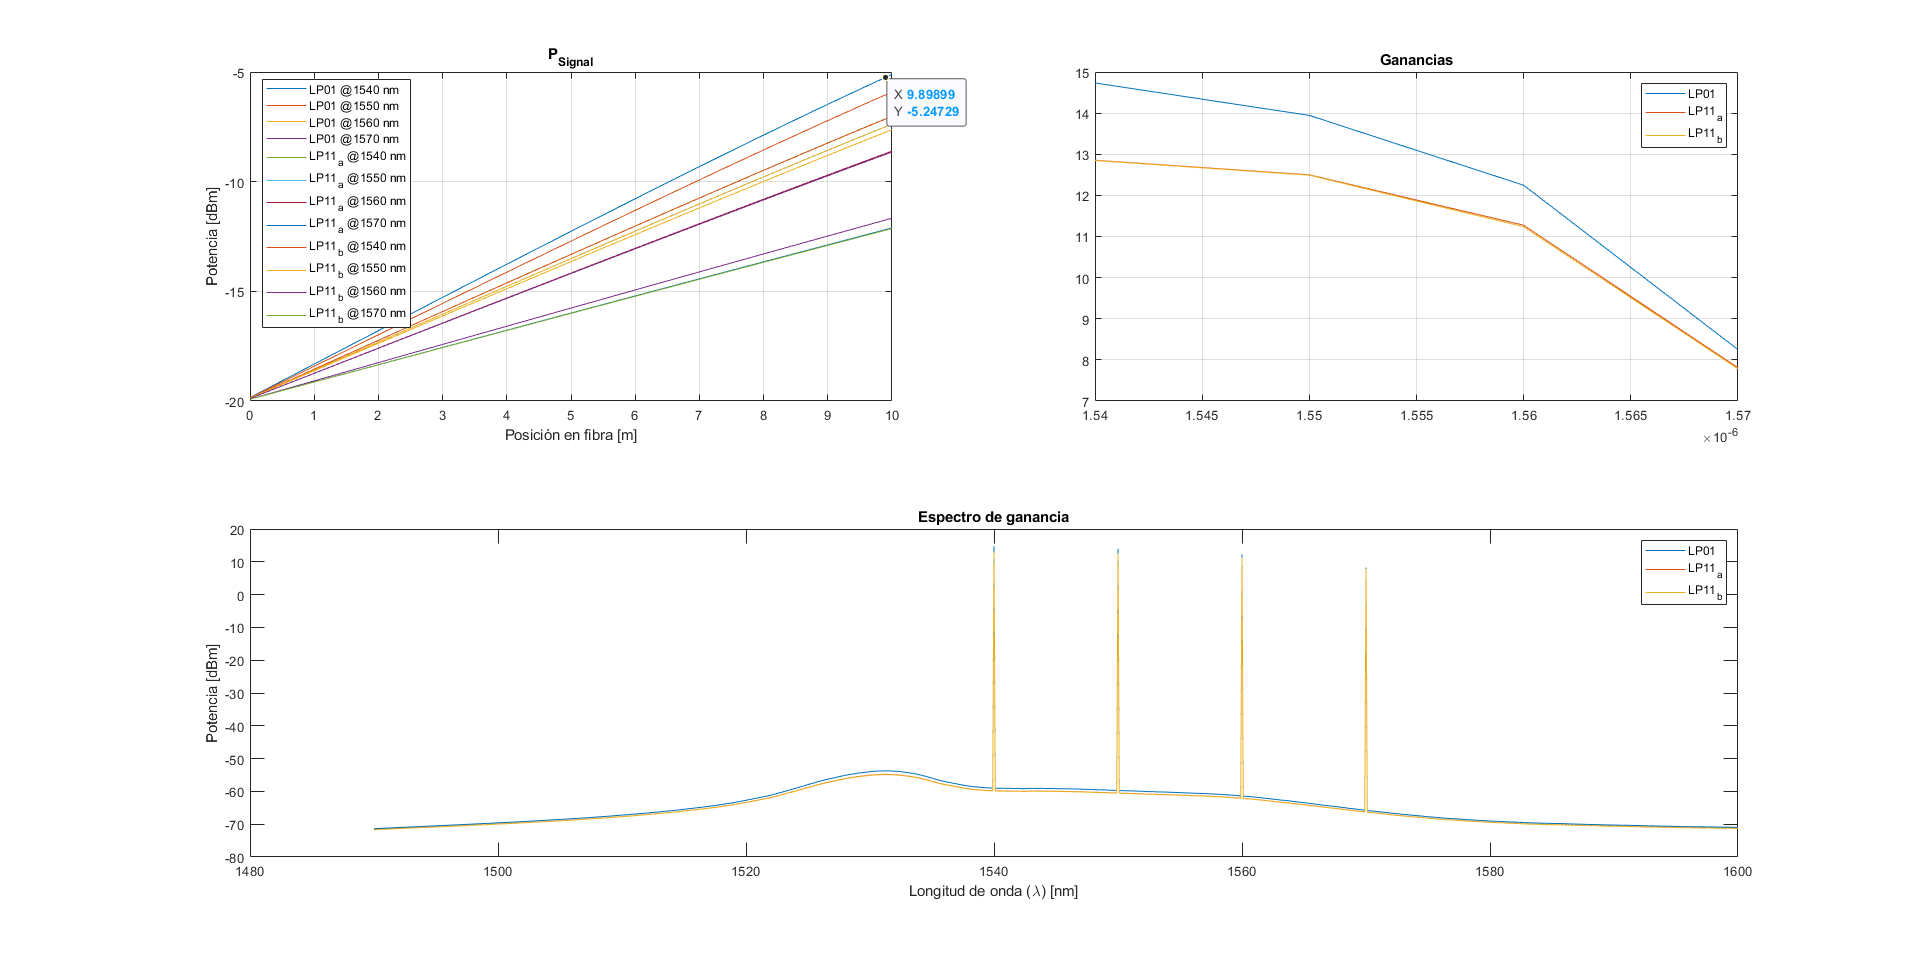 P_Signal
-5
-10
-15
-20
Potencia [dBm]
LP01 @1540 nm
LP01 @1550 nm
LP01 @1560 nm
LP01 @1570 nm
LP11_a @1540 nm
LP11_a @1550 nm
LP11_a @1560 nm
LP11_a @1570 nm
LP11_b @1540 nm
LP11_b @1550 nm
LP11_b @1560 nm
LP11_b @1570 nm
X 9.89899
Y -5.24729
0 1 2 3 4 5 6 7 8 9 10
Posición en fibra [m]
Ganancias
15
14
13
12
11
10
9
8
7
LP01
LP11_a
LP11_b
1.54 1.545 1.55 1.555 1.56 1.565 1.57
×10^-6
Espectro de ganancia
20
10
0
-10
-20
-30
-40
-50
-60
-70
-80
Potencia [dBm]
LP01
LP11_a
LP11_b
1480 1500 1520 1540 1560 1580 1600
Longitud de onda (λ) [nm]